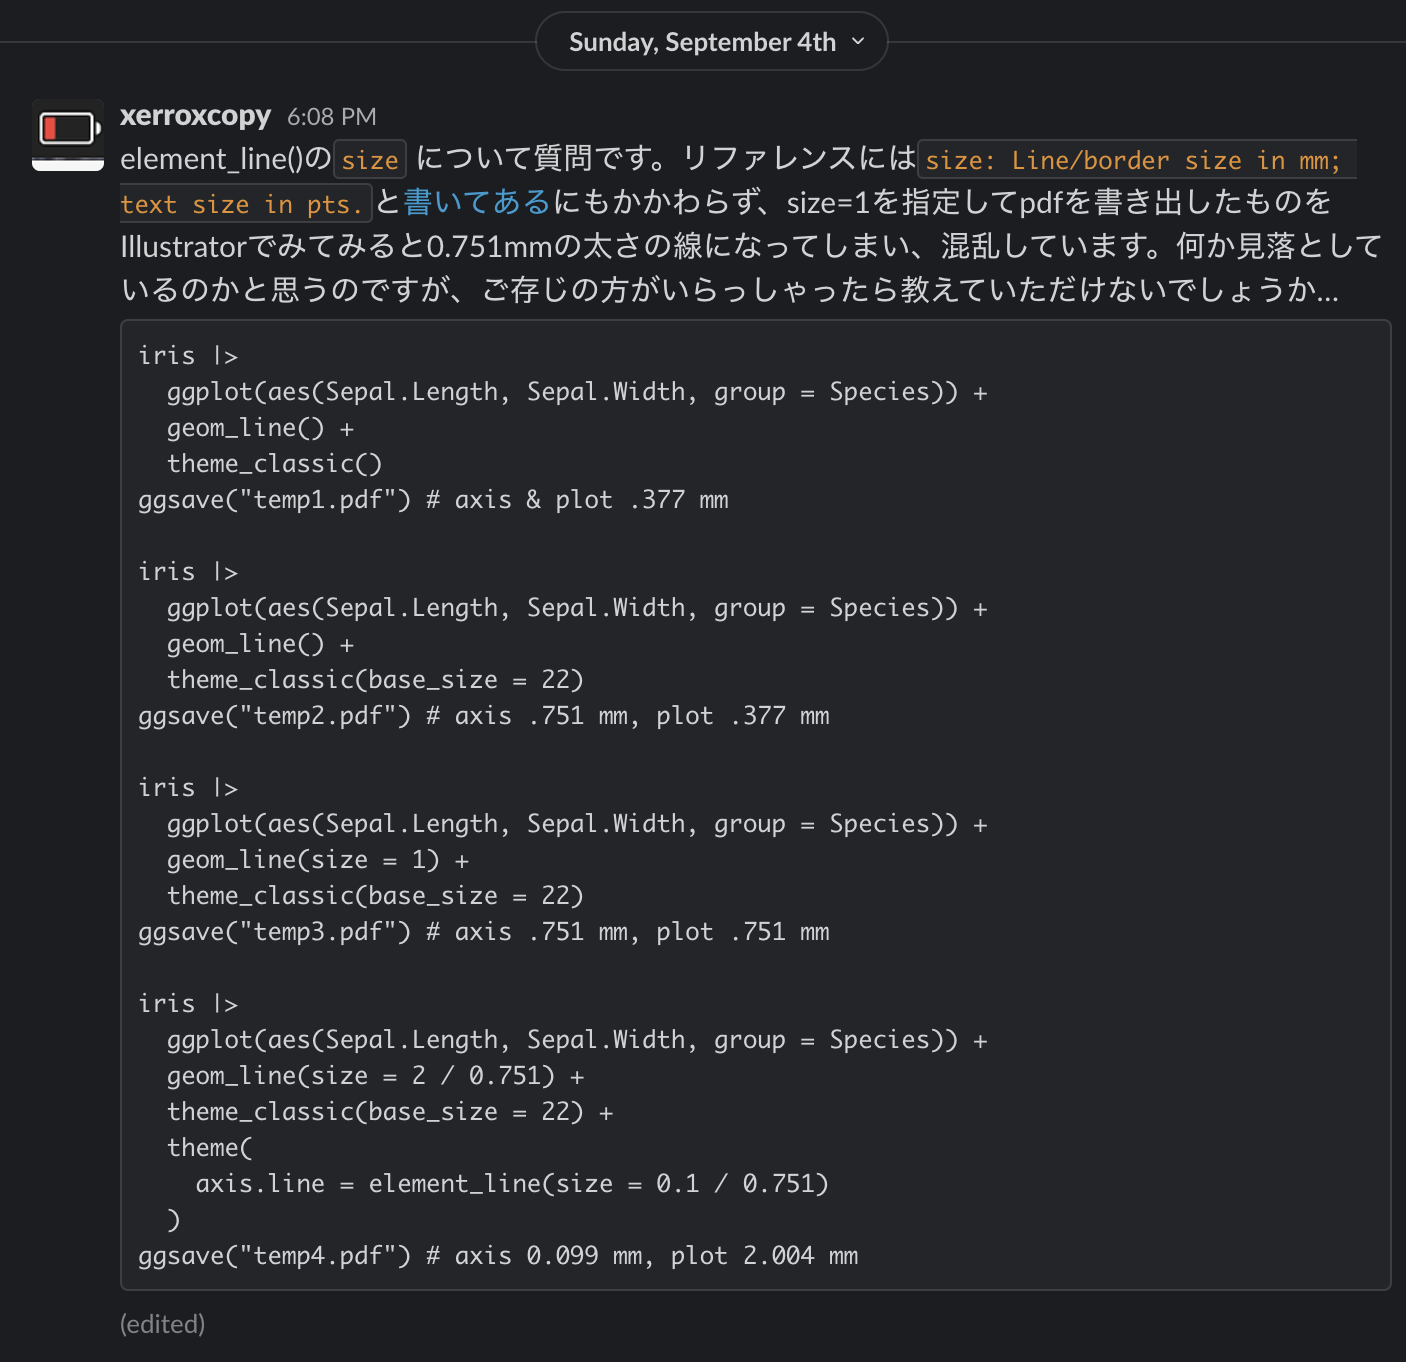 Sunday, September 4th
xerroxcopy 6:08 PM
element_line()の size について質問です。リファレンスには size: Line/border size in mm;
text size in pts. と書いてあるにもかかわらず、size=1を指定してpdfを書き出したものを
Illustratorでみてみると0.751mmの太さの線になってしまい、混乱しています。何か見落として
いるのかと思うのですが、ご存じの方がいらっしゃったら教えていただけないでしょうか...
iris |>
  ggplot(aes(Sepal.Length, Sepal.Width, group = Species)) +
  geom_line() +
  theme_classic()
ggsave("temp1.pdf") # axis & plot .377 mm
iris |>
  ggplot(aes(Sepal.Length, Sepal.Width, group = Species)) +
  geom_line() +
  theme_classic(base_size = 22)
ggsave("temp2.pdf") # axis .751 mm, plot .377 mm
iris |>
  ggplot(aes(Sepal.Length, Sepal.Width, group = Species)) +
  geom_line(size = 1) +
  theme_classic(base_size = 22)
ggsave("temp3.pdf") # axis .751 mm, plot .751 mm
iris |>
  ggplot(aes(Sepal.Length, Sepal.Width, group = Species)) +
  geom_line(size = 2 / 0.751) +
  theme_classic(base_size = 22) +
  theme(
    axis.line = element_line(size = 0.1 / 0.751)
  )
ggsave("temp4.pdf") # axis 0.099 mm, plot 2.004 mm
(edited)